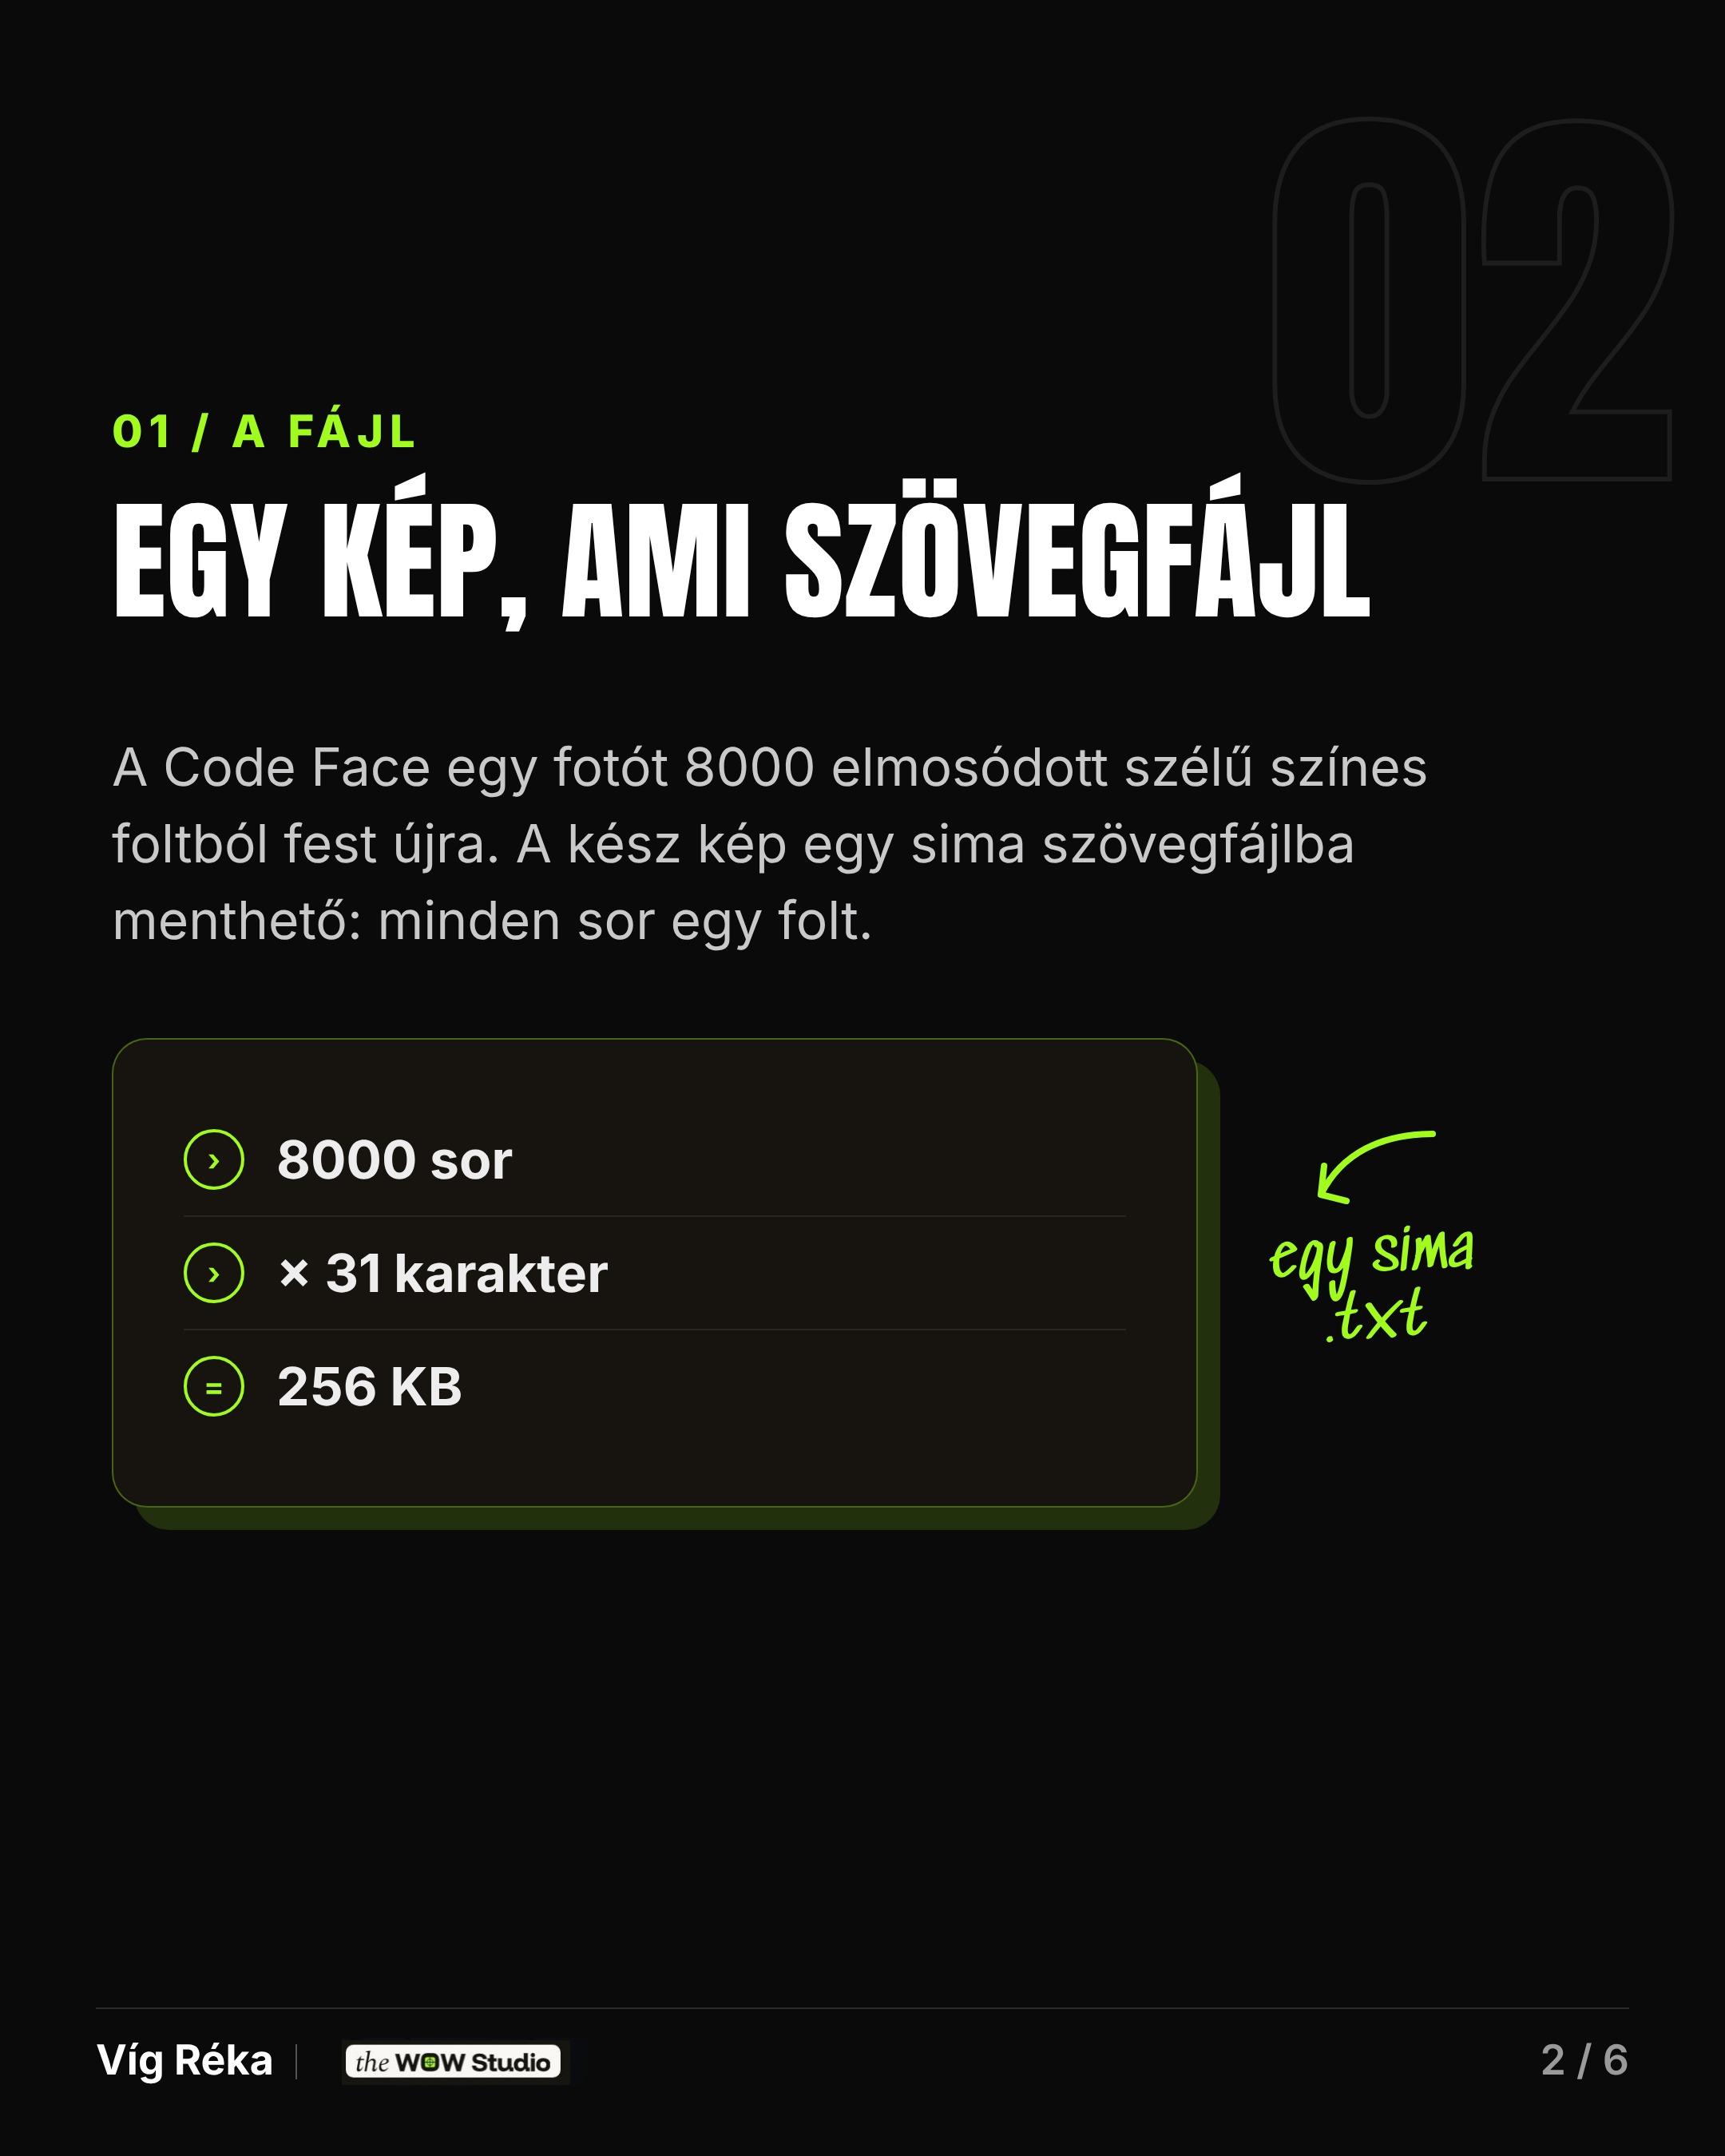 02
01 / A FÁJL
EGY KÉP, AMI SZÖVEGFÁJL
A Code Face egy fotót 8000 elmosódott szélű színes
foltból fest újra. A kész kép egy sima szövegfájlba
menthető: minden sor egy folt.
› 8000 sor
› × 31 karakter
= 256 KB
egy sima
.txt
Víg Réka | the WOW Studio
2 / 6